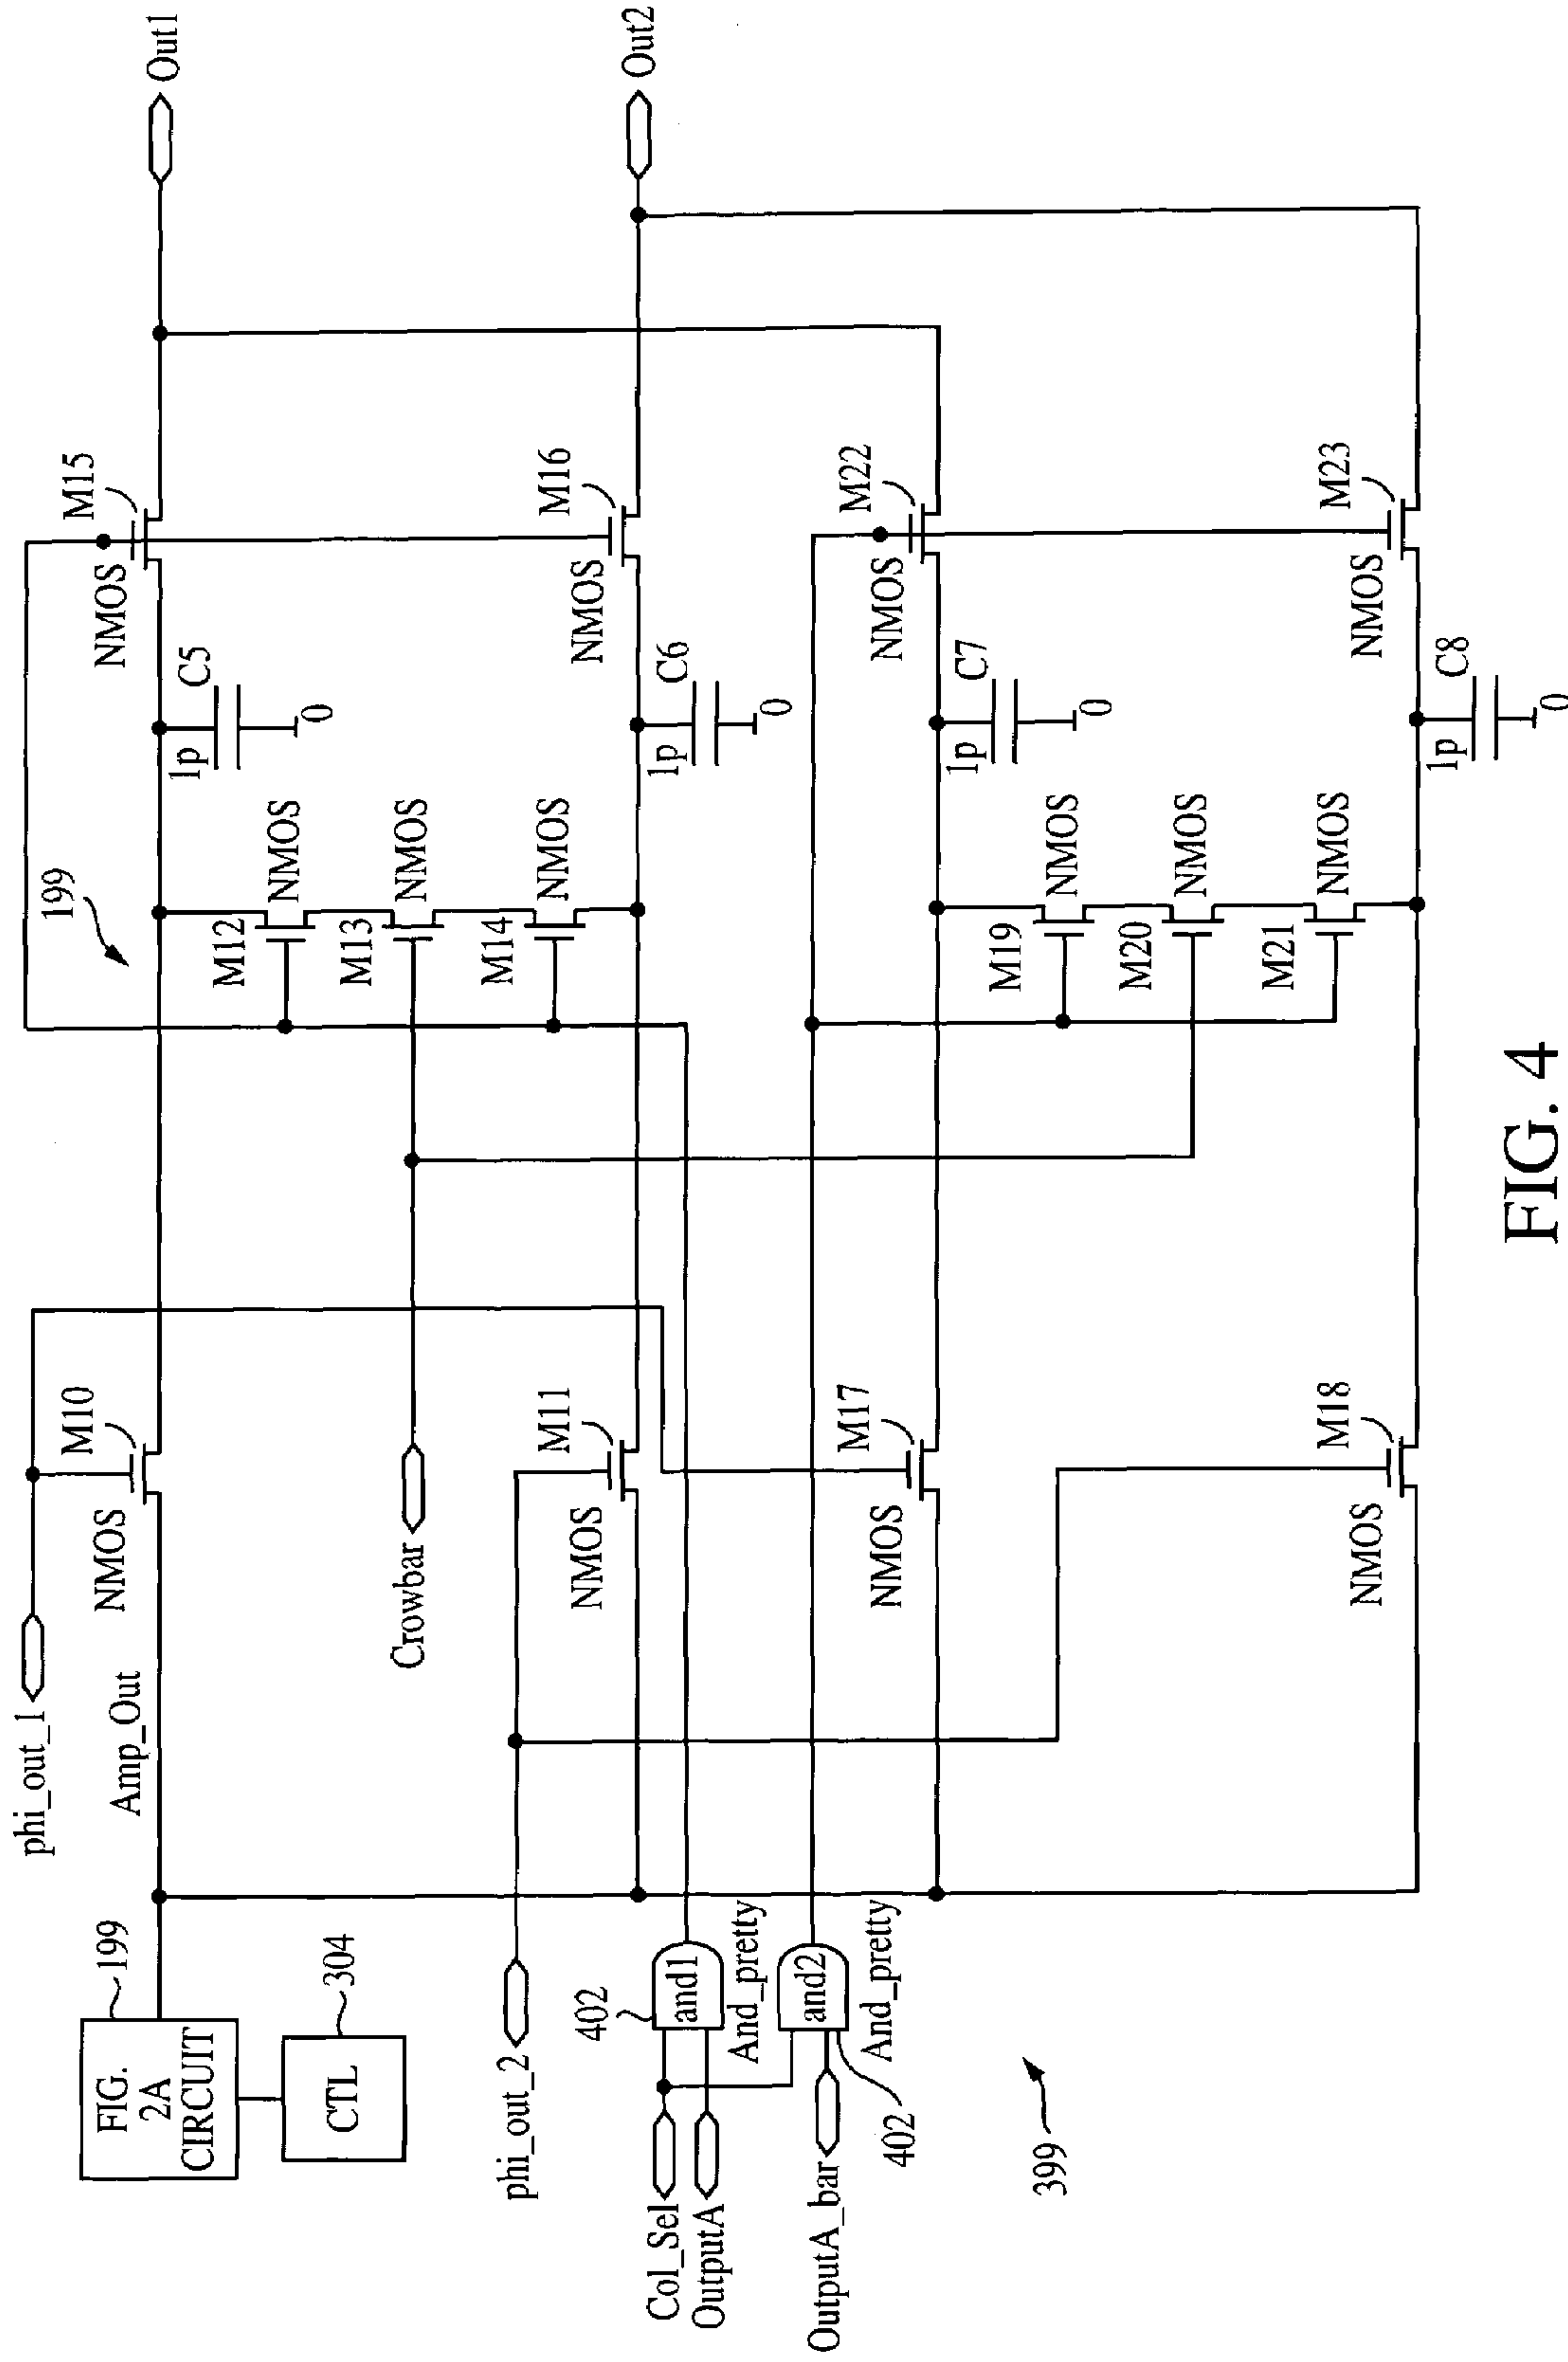 FIG.
2A
CIRCUIT
199
CTL
304
phi_out_1
Amp_Out
NMOS
M10
Crowbar
phi_out_2
NMOS
M11
Col_Sel
OutputA
402
and1
And_pretty
OutputA_bar
402
and2
And_pretty
NMOS
M17
NMOS
M18
199
M12
NMOS
M13
NMOS
M14
NMOS
1p
C5
0
1p
C6
0
NMOS
M15
NMOS
M16
Out1
Out2
M19
NMOS
M20
NMOS
M21
NMOS
1p
C7
0
1p
C8
0
NMOS
M22
NMOS
M23
399
FIG. 4